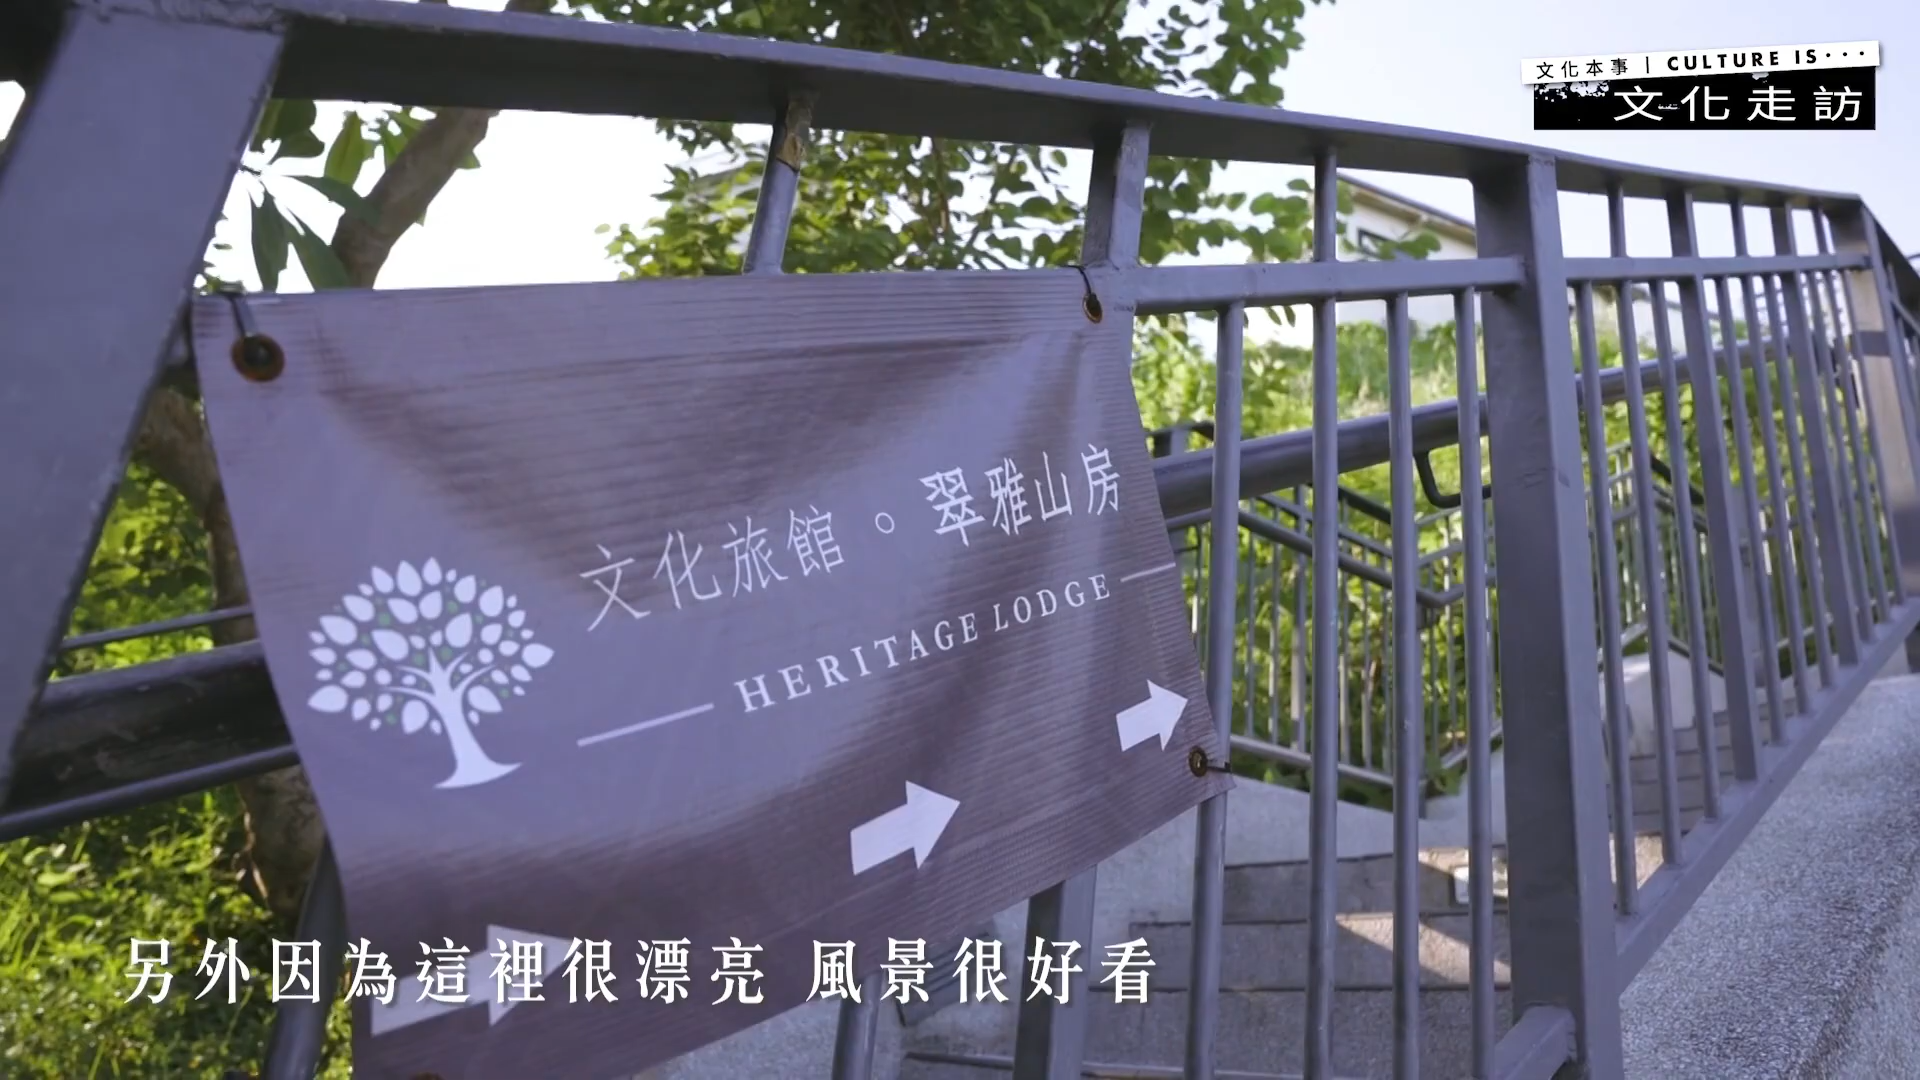 文化本事 | CULTURE IS···
文化走訪
文化旅館。翠雅山房
HERITAGE LODGE
另外因為這裡很漂亮 風景很好看